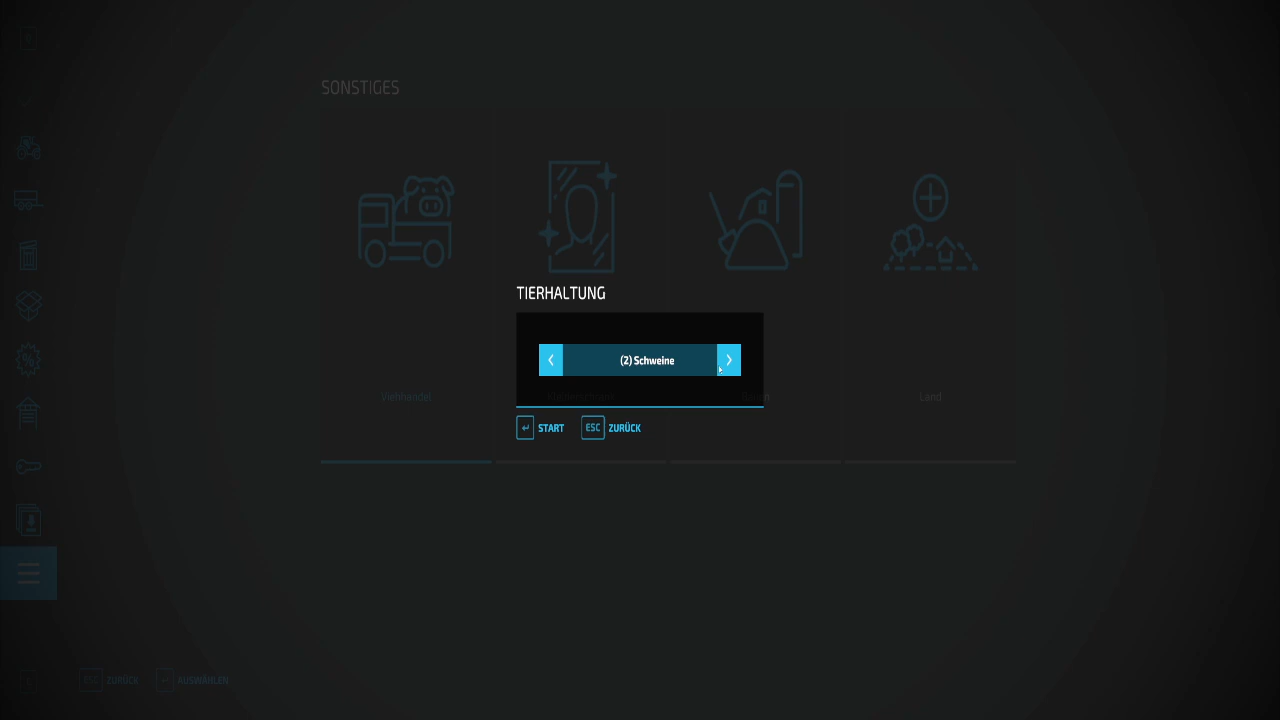 SONSTIGES
TIERHALTUNG
(2) Schweine
Viehhandel
Land
↵ START ESC ZURÜCK
ESC ZURÜCK ↵ AUSWÄHLEN